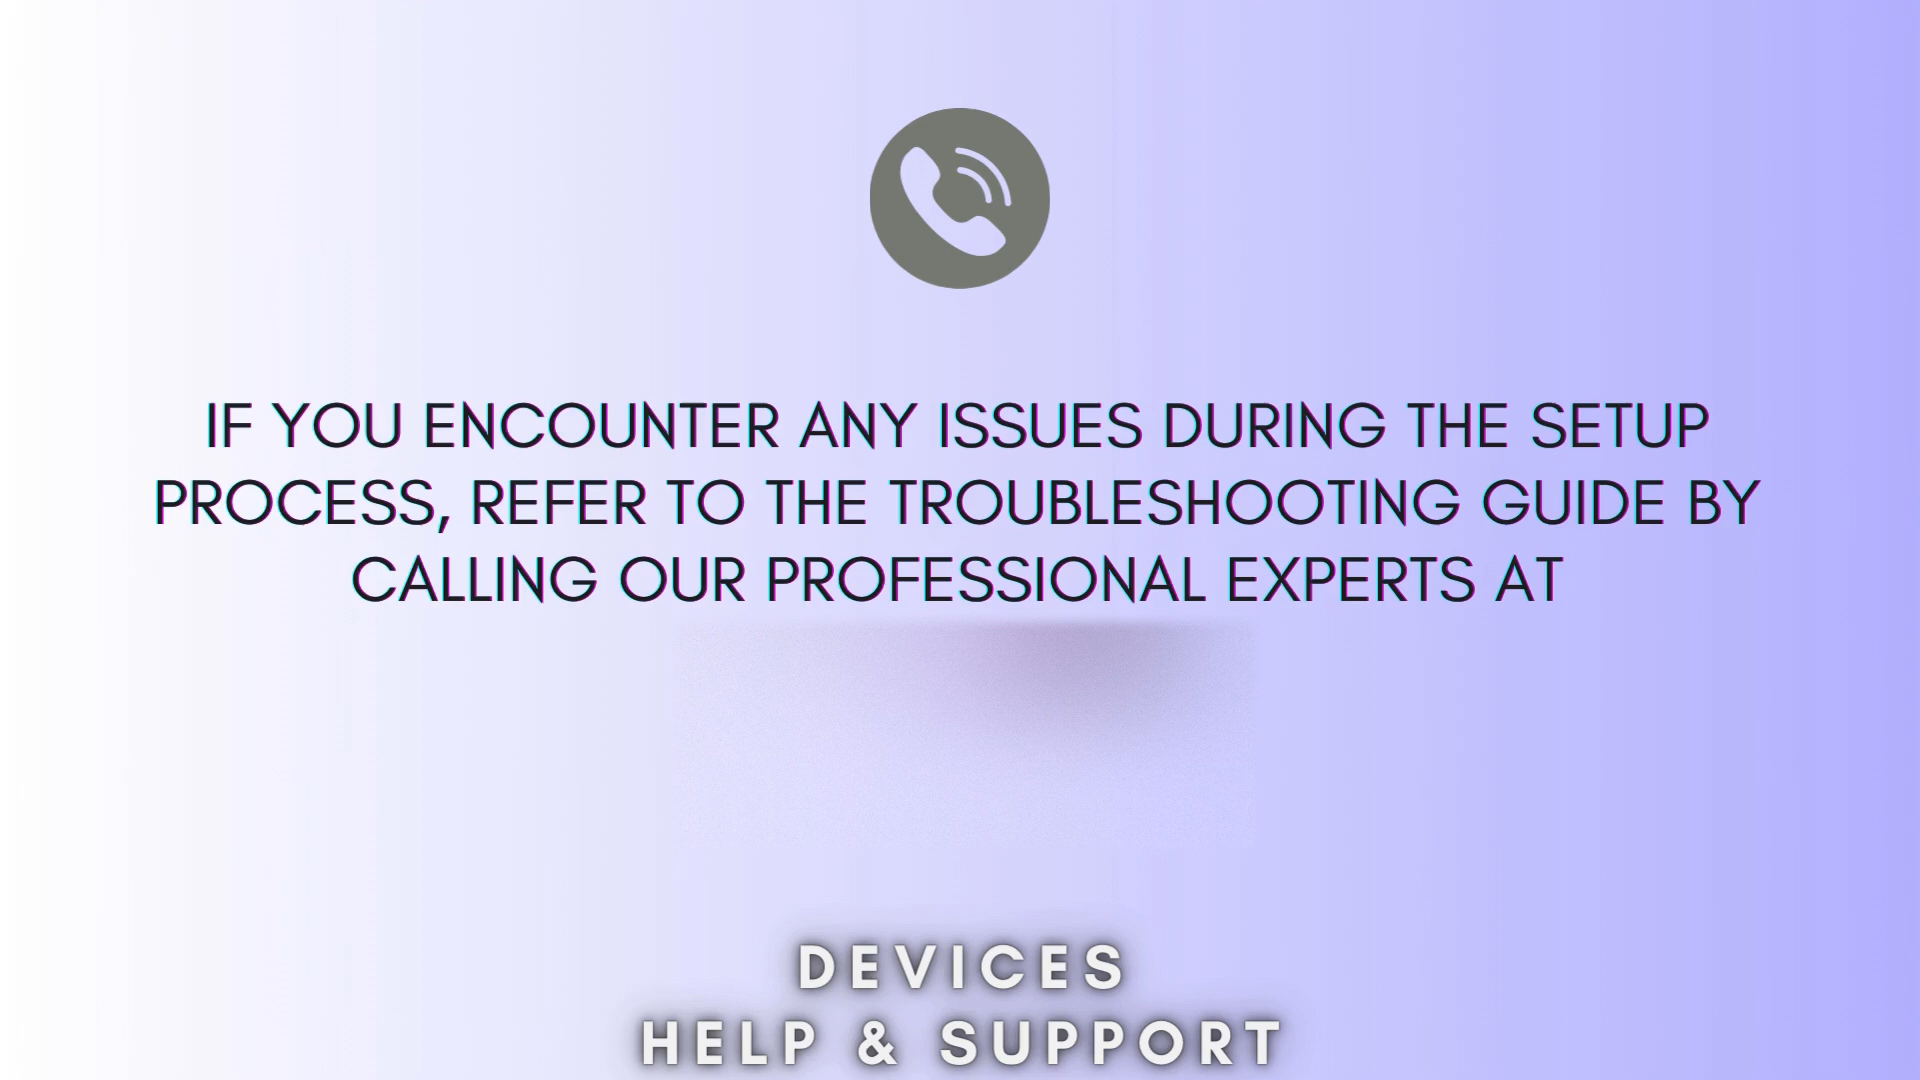 IF YOU ENCOUNTER ANY ISSUES DURING THE SETUP
PROCESS, REFER TO THE TROUBLESHOOTING GUIDE BY
CALLING OUR PROFESSIONAL EXPERTS AT
DEVICES
HELP & SUPPORT